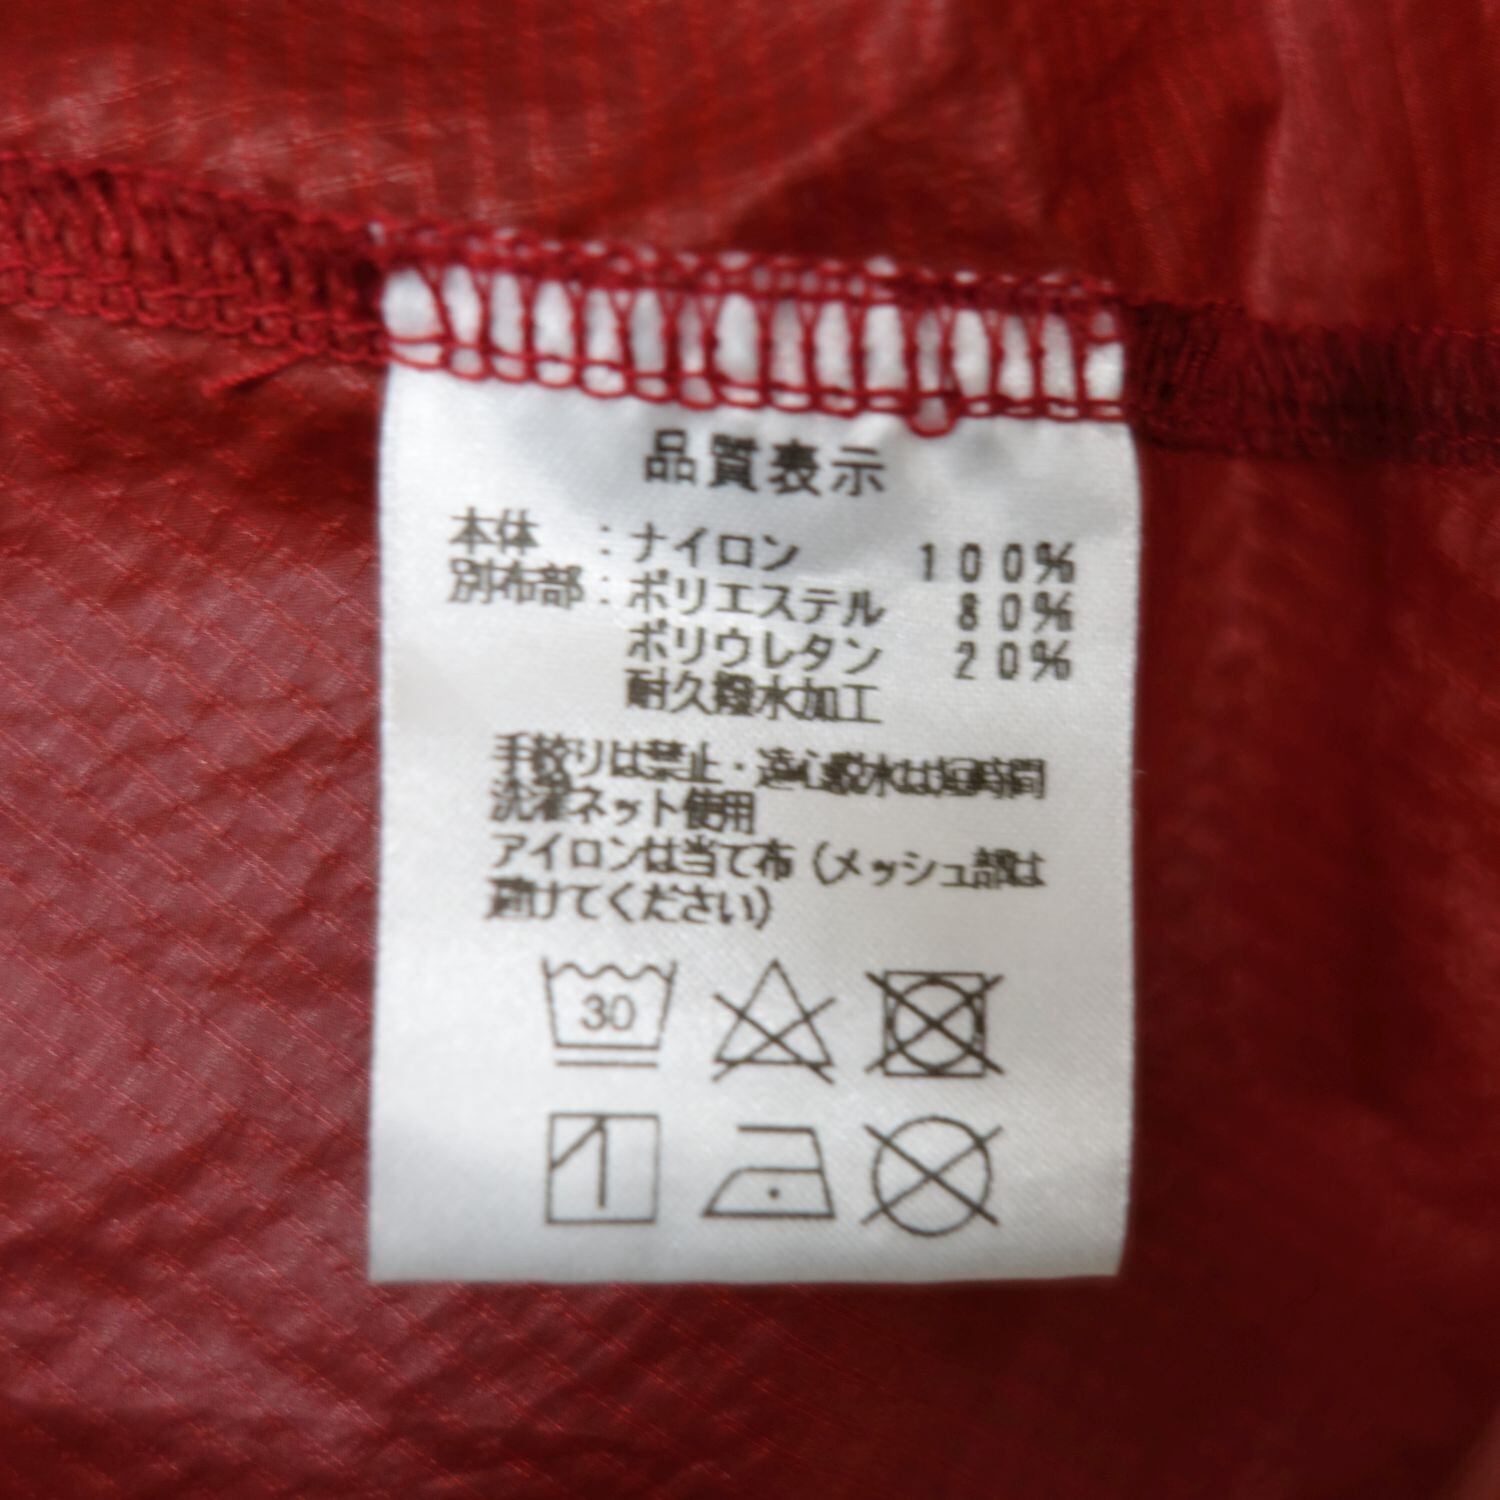 品質表示
本体 ：ナイロン 100%
別布部：ポリエステル 80%
ポリウレタン 20%
耐久撥水加工
手絞りは禁止・遠心脱水は短時間
洗濯ネット使用
アイロンは当て布（メッシュ部は
避けてください）
30